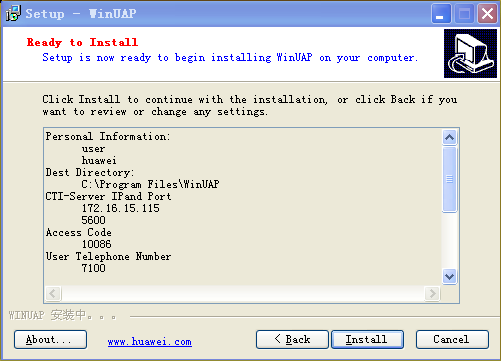 Setup - WinUAP
Ready to Install
Setup is now ready to begin installing WinUAP on your computer.
Click Install to continue with the installation, or click Back if you
want to review or change any settings.
Personal Information:
user
huawei
Dest Directory:
C:\Program Files\WinUAP
CTI-Server IPand Port
172.16.15.115
5600
Access Code
10086
User Telephone Number
7100
WINUAP 安装中。。。
About...
www.huawei.com
< Back
Install
Cancel